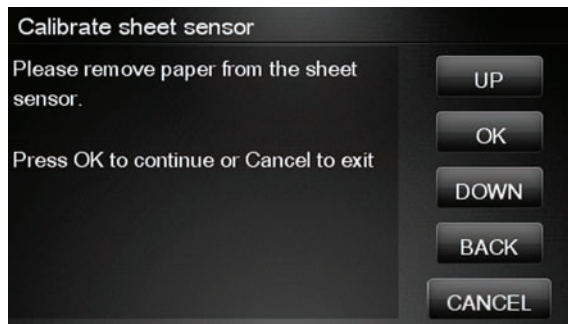 Calibrate sheet sensor
Please remove paper from the sheet
sensor.
Press OK to continue or Cancel to exit
UP
OK
DOWN
BACK
CANCEL